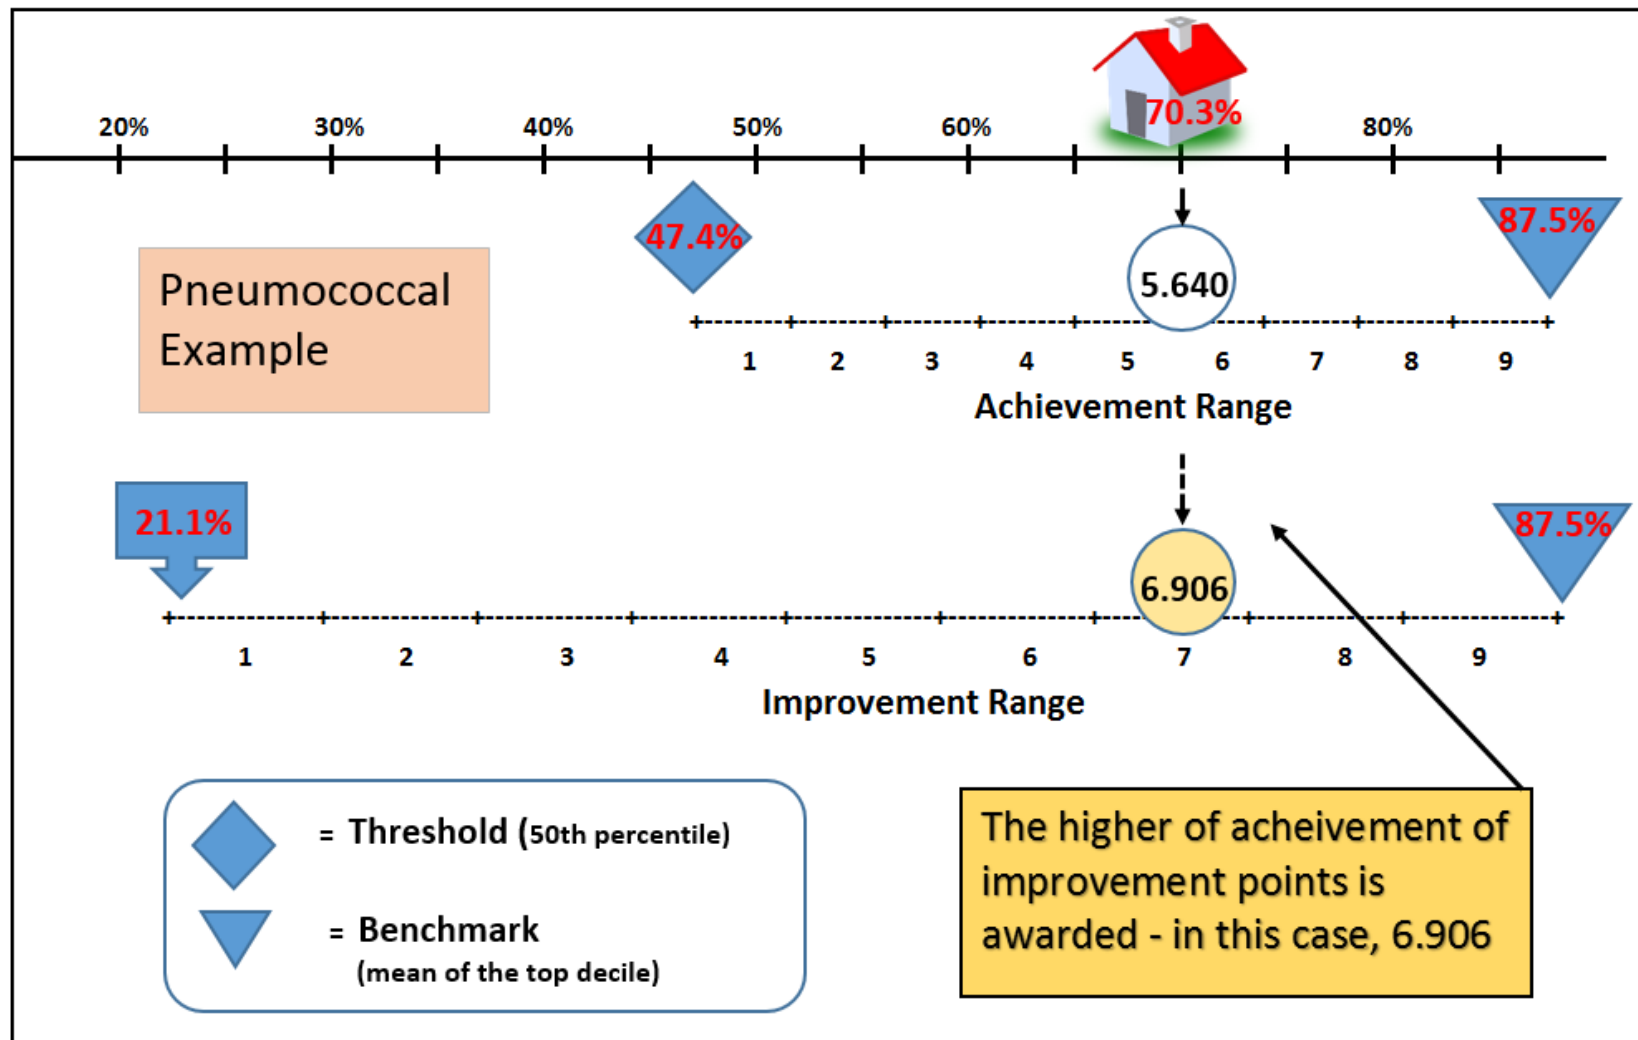 70.3%
20% 30% 40% 50% 60% 80%
47.4%
87.5%
5.640
Pneumococcal
Example
1 2 3 4 5 6 7 8 9
Achievement Range
21.1%
87.5%
6.906
1 2 3 4 5 6 7 8 9
Improvement Range
= Threshold (50th percentile)
= Benchmark
(mean of the top decile)
The higher of acheivement of
improvement points is
awarded - in this case, 6.906